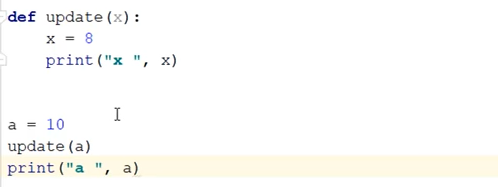 def update(x):
    x = 8
    print("x ", x)
a = 10
update(a)
print("a ", a)